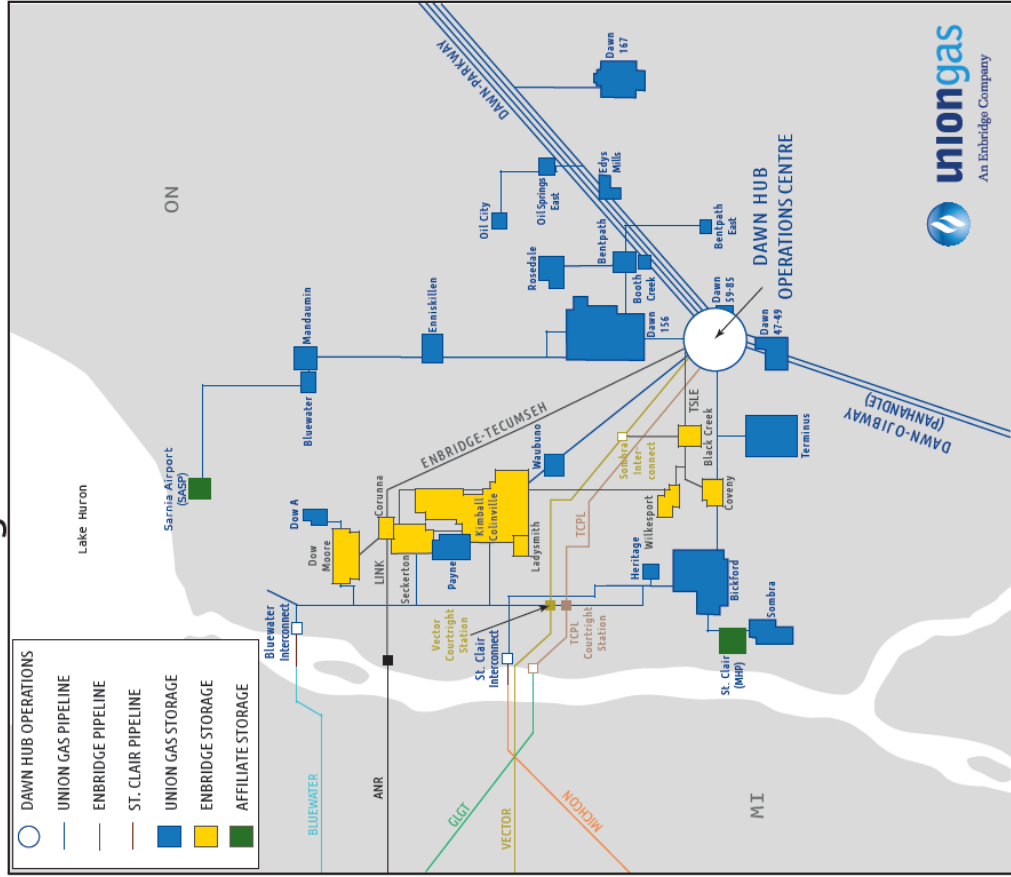 DAWN HUB OPERATIONS
UNION GAS PIPELINE
ENBRIDGE PIPELINE
ST. CLAIR PIPELINE
UNION GAS STORAGE
ENBRIDGE STORAGE
AFFILIATE STORAGE
Lake Huron
ON
MI
Sarnia Airport
(SASP)
Bluewater
Mandaumin
Enniskillen
Bluewater
Interconnect
BLUEWATER
ANR
GLGT
VECTOR
MICHCON
Dow A
Dow
Moore
LINK
Corunna
Seckerton
Payne
Kimball
Colinville
Ladysmith
ENBRIDGE-TECUMSEH
Waubuno
Vector
Courtright
Station
St. Clair
Interconnect
TCPL
Courtright
Station
TCPL
Sombra
Inter-
connect
Heritage
Wilkesport
Black Creek
TSLE
Coveny
Bickford
Terminus
St. Clair
(MHP)
Sombra
Dawn
156
Rosedale
Bentpath
Booth
Creek
Bentpath
East
Oil City
Oil Springs
East
Edys
Mills
Dawn
167
DAWN-PARKWAY
Dawn
59-85
Dawn
47-49
DAWN HUB
OPERATIONS CENTRE
DAWN-OJIBWAY
(PANHANDLE)
uniongas
An Enbridge Company